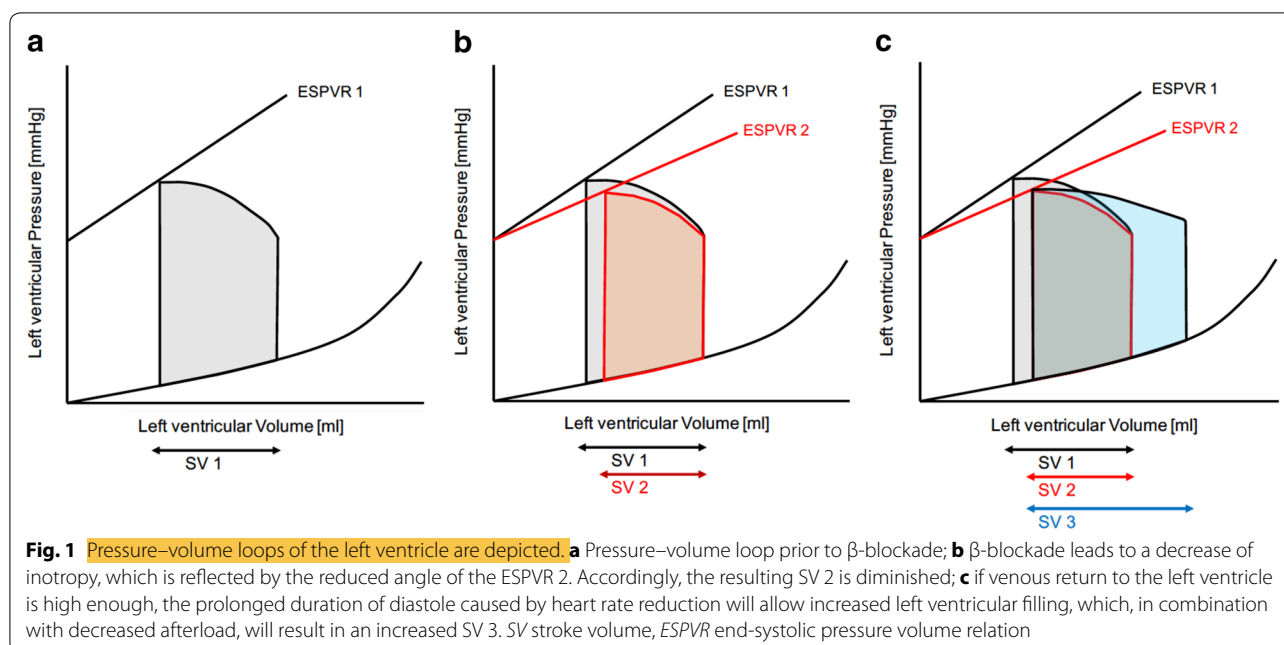 a
b
c
ESPVR 1
ESPVR 1
ESPVR 2
ESPVR 1
ESPVR 2
Left ventricular Pressure [mmHg]
Left ventricular Pressure [mmHg]
Left ventricular Pressure [mmHg]
Left ventricular Volume [ml]
Left ventricular Volume [ml]
Left ventricular Volume [ml]
SV 1
SV 1
SV 2
SV 1
SV 2
SV 3
Fig. 1 Pressure–volume loops of the left ventricle are depicted. a Pressure–volume loop prior to β-blockade; b β-blockade leads to a decrease of
inotropy, which is reflected by the reduced angle of the ESPVR 2. Accordingly, the resulting SV 2 is diminished; c if venous return to the left ventricle
is high enough, the prolonged duration of diastole caused by heart rate reduction will allow increased left ventricular filling, which, in combination
with decreased afterload, will result in an increased SV 3. SV stroke volume, ESPVR end-systolic pressure volume relation